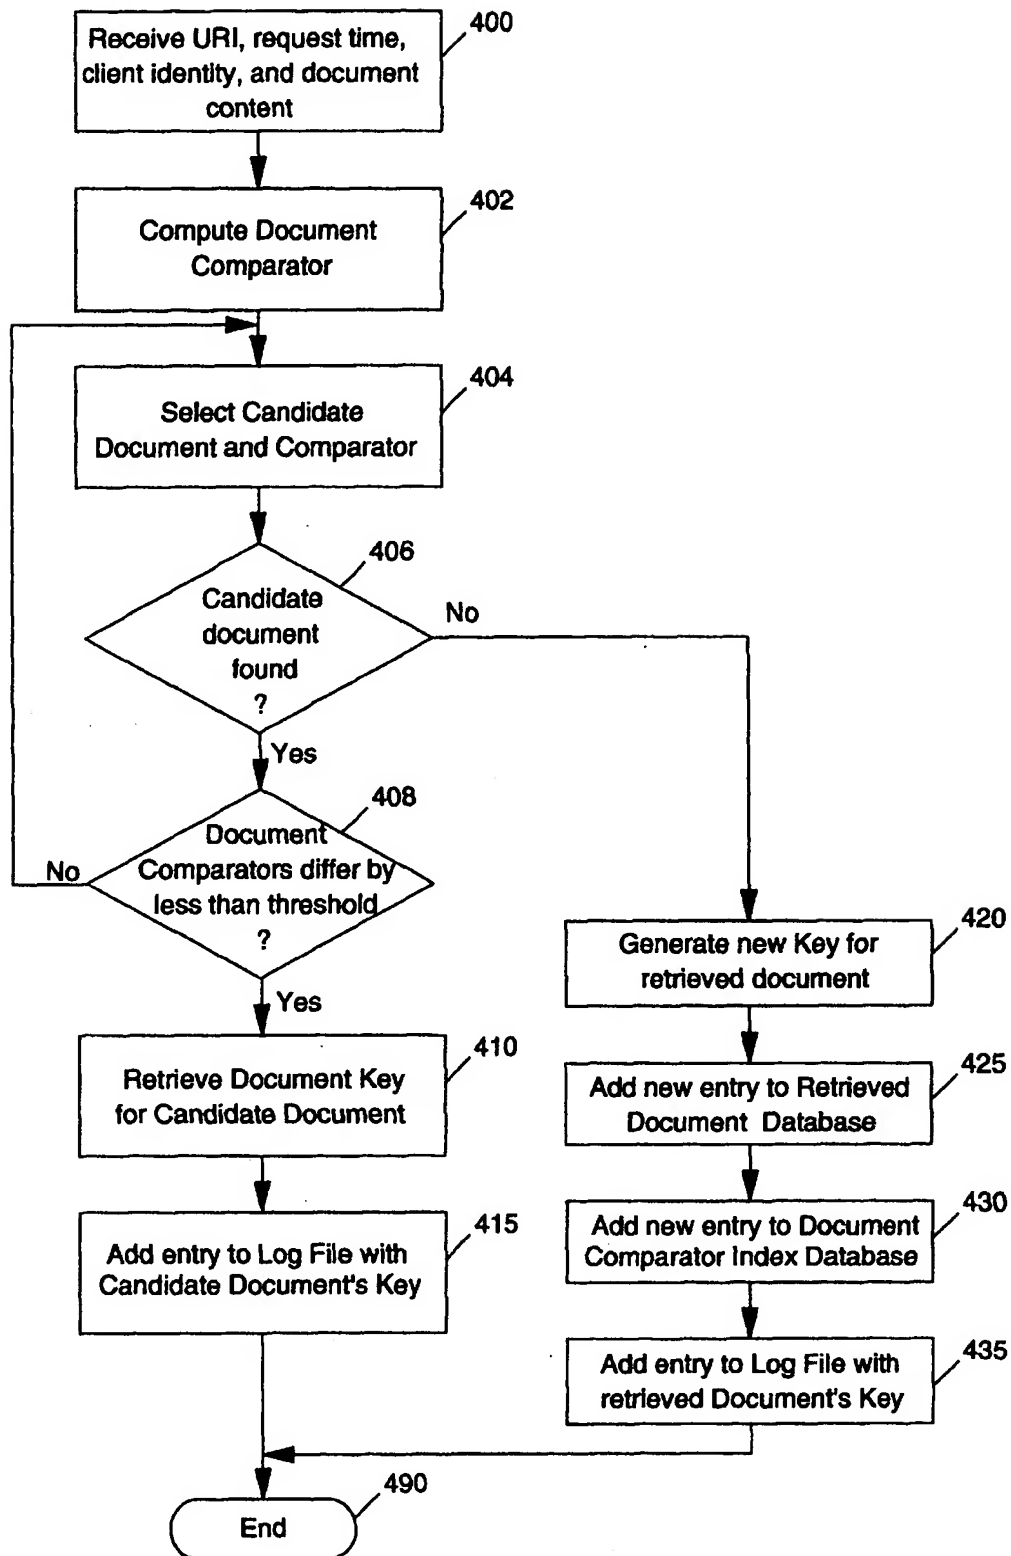 Receive URI, request time,
client identity, and document
content
400
Compute Document
Comparator
402
Select Candidate
Document and Comparator
404
Candidate
document
found
?
406
No
Yes
Document
Comparators differ by
less than threshold
?
408
No
Yes
Retrieve Document Key
for Candidate Document
410
Add entry to Log File with
Candidate Document's Key
415
Generate new Key for
retrieved document
420
Add new entry to Retrieved
Document Database
425
Add new entry to Document
Comparator Index Database
430
Add entry to Log File with
retrieved Document's Key
435
End
490